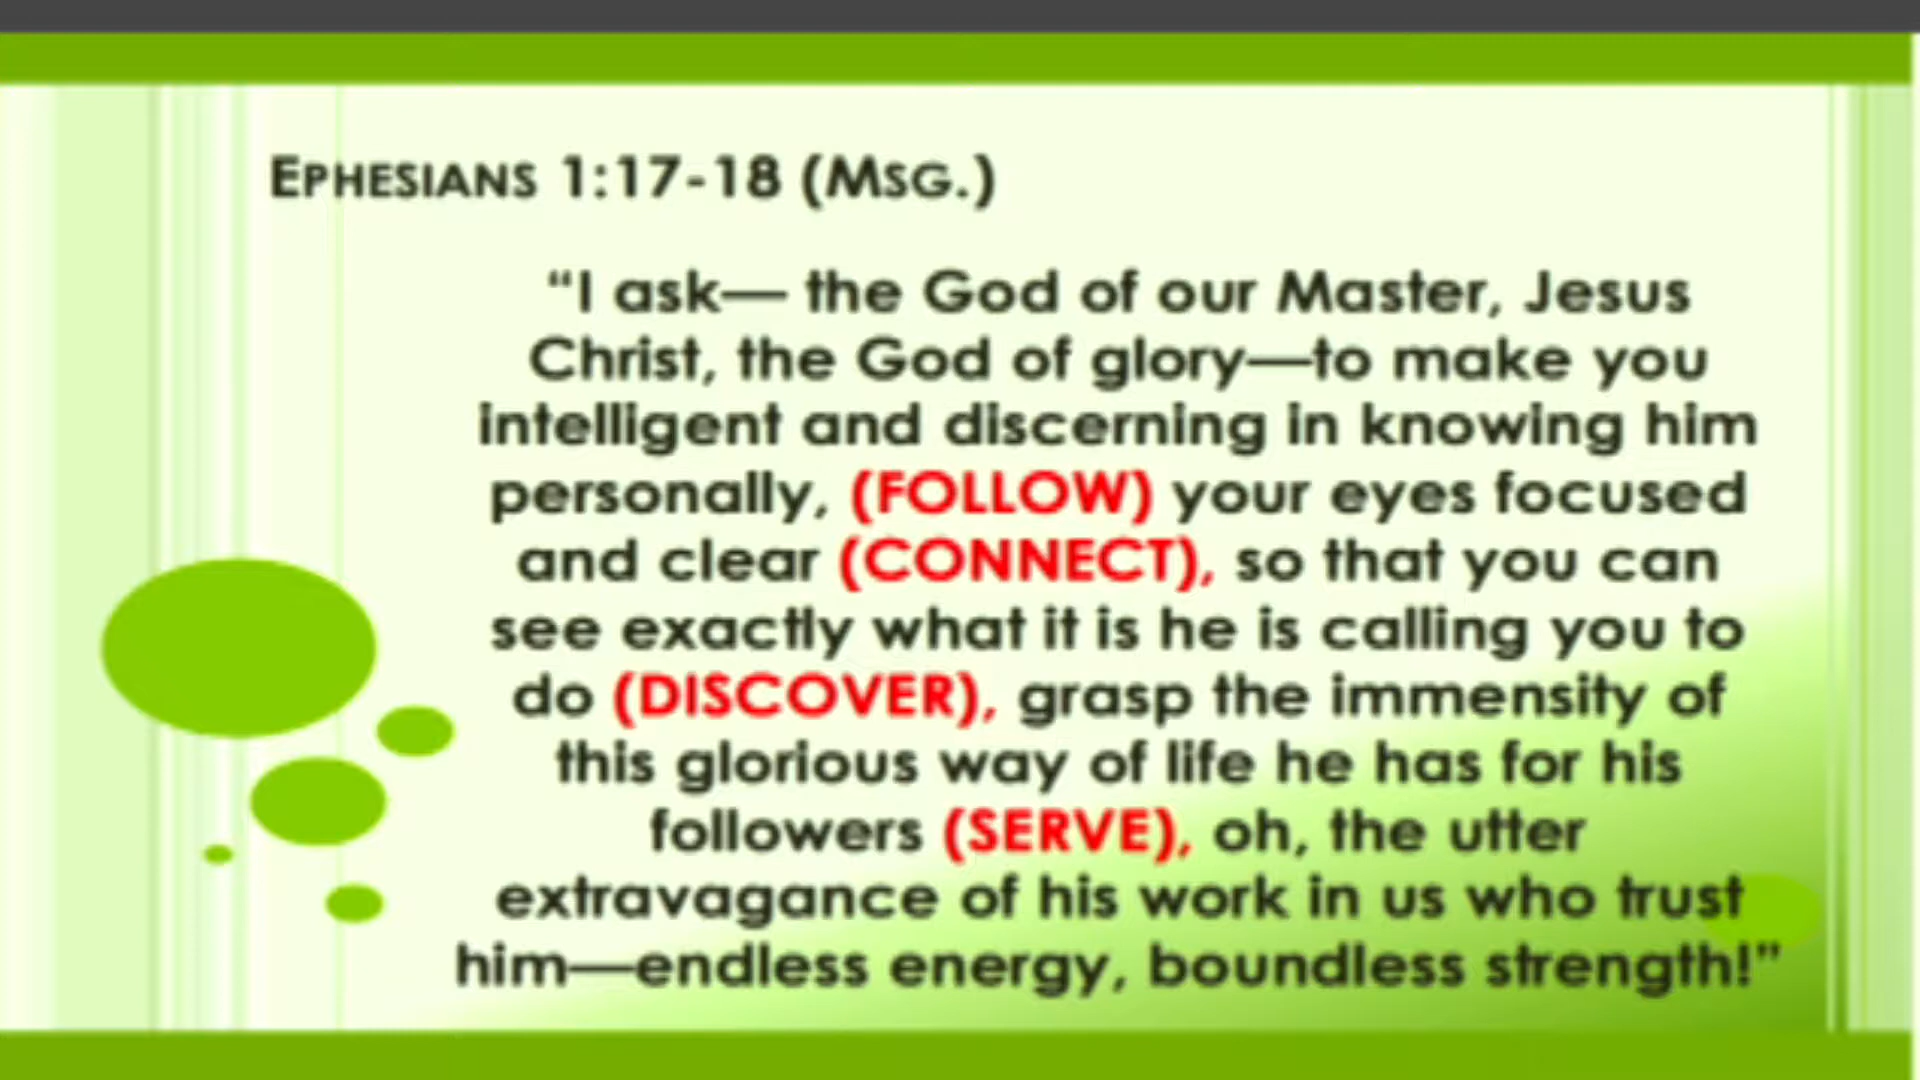 EPHESIANS 1:17-18 (MSG.)
“I ask— the God of our Master, Jesus
Christ, the God of glory—to make you
intelligent and discerning in knowing him
personally, (FOLLOW) your eyes focused
and clear (CONNECT), so that you can
see exactly what it is he is calling you to
do (DISCOVER), grasp the immensity of
this glorious way of life he has for his
followers (SERVE), oh, the utter
extravagance of his work in us who trust
him—endless energy, boundless strength!”